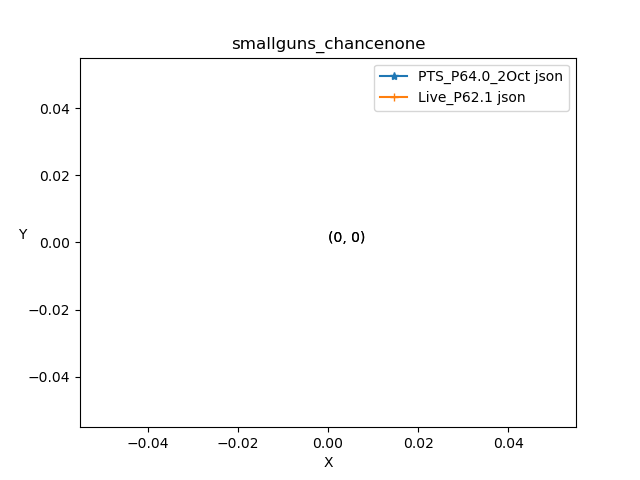 smallguns_chancenone
PTS_P64.0_2Oct json
Live_P62.1 json
0.04
0.02
Y
0.00
(0, 0)
−0.02
−0.04
−0.04
−0.02
0.00
0.02
0.04
X